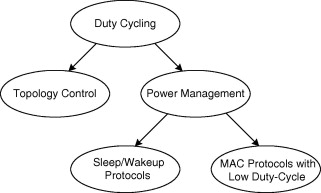 Duty Cycling
Topology Control
Power Management
Sleep/Wakeup
Protocols
MAC Protocols with
Low Duty-Cycle